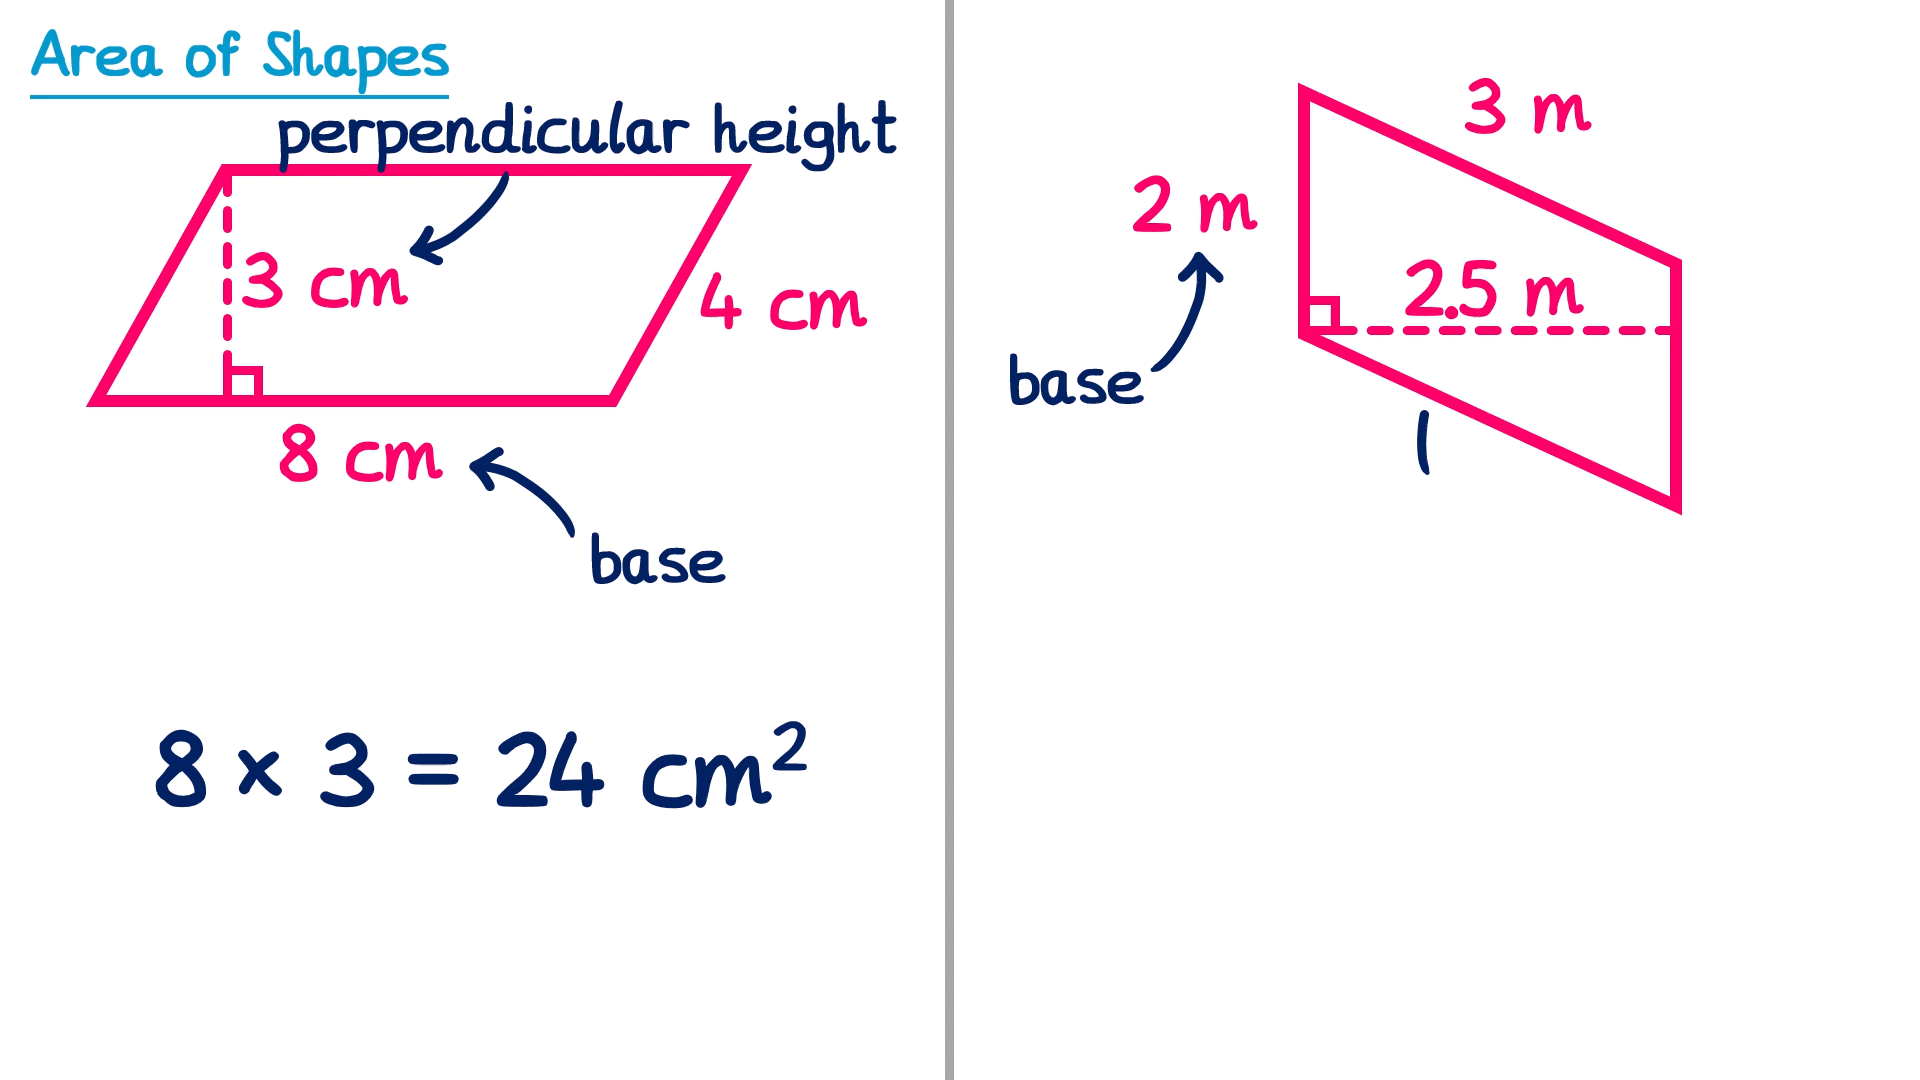 Area of Shapes
perpendicular height
3 cm
4 cm
8 cm
base
8 × 3 = 24 cm²
3 m
2 m
2.5 m
base